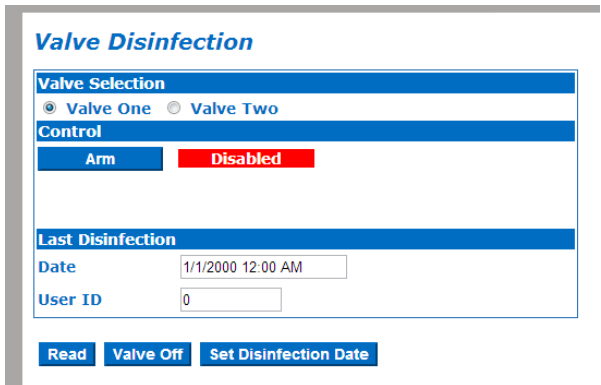 Valve Disinfection
Valve Selection
Valve One Valve Two
Control
Arm Disabled
Last Disinfection
Date 1/1/2000 12:00 AM
User ID 0
Read Valve Off Set Disinfection Date